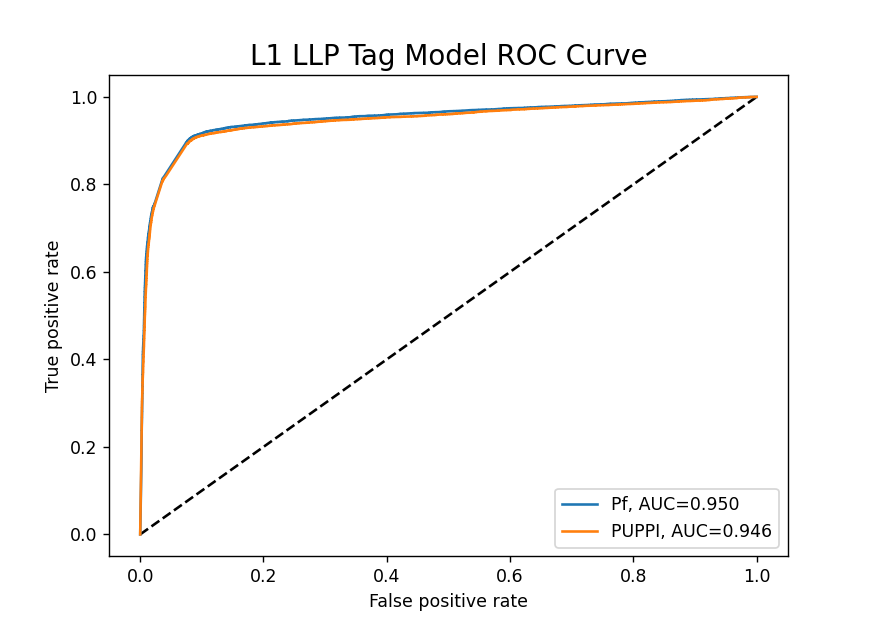 L1 LLP Tag Model ROC Curve
True positive rate
1.0
0.8
0.6
0.4
0.2
0.0
Pf, AUC=0.950
PUPPI, AUC=0.946
0.0 0.2 0.4 0.6 0.8 1.0
False positive rate